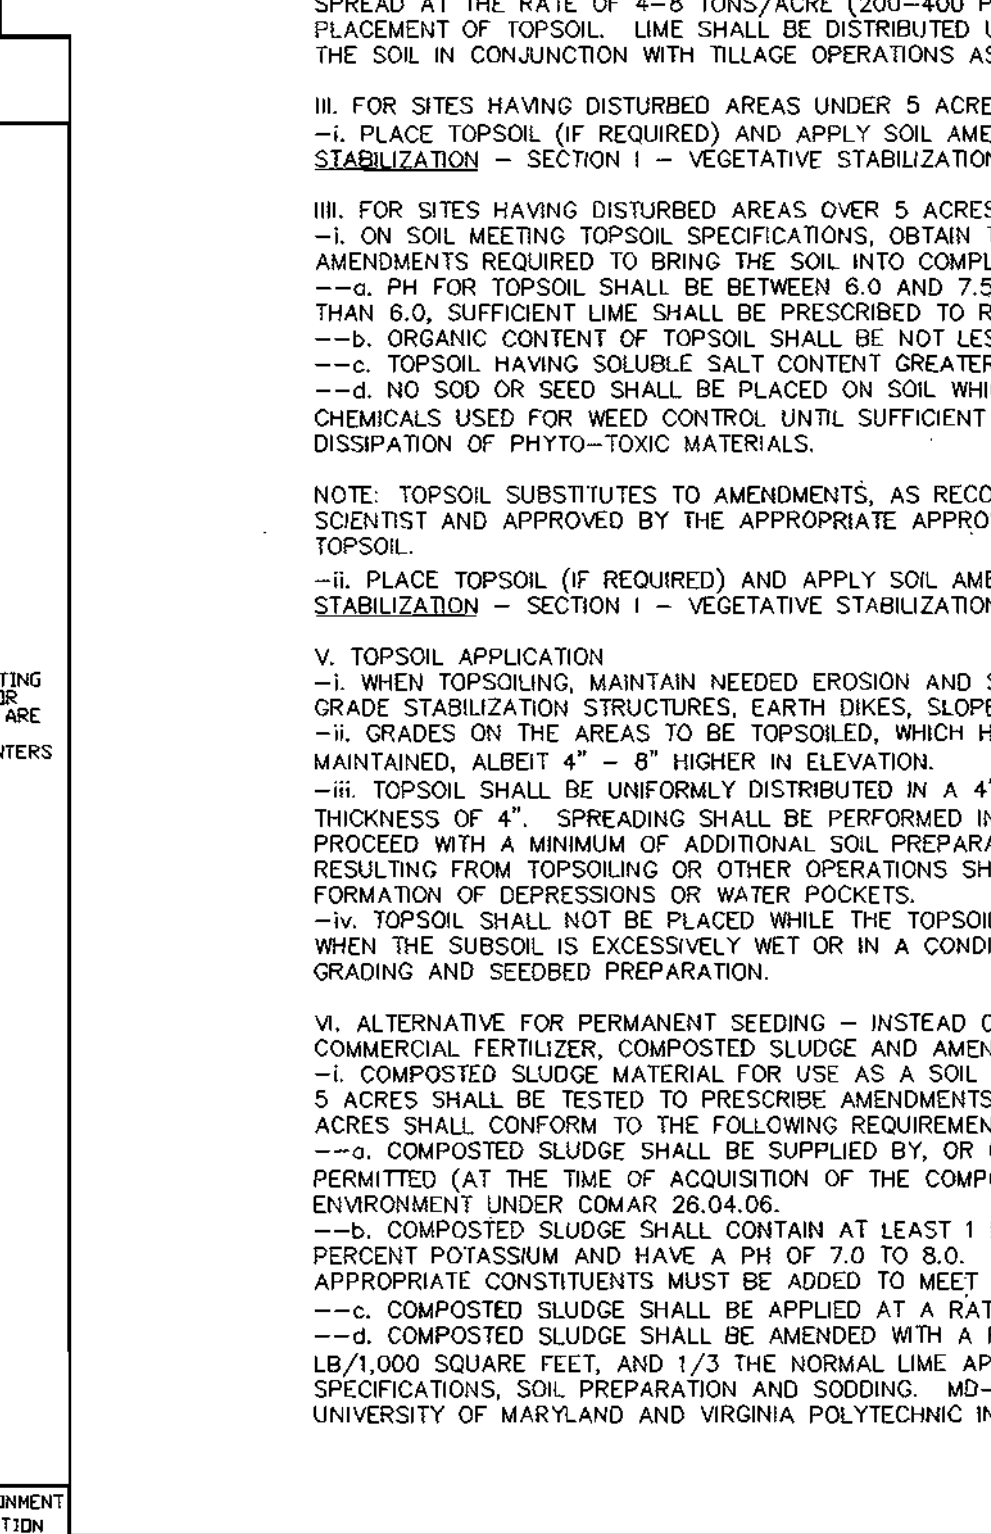 SPREAD AT THE RATE OF 4-8 TONS/ACRE (200-400 P
PLACEMENT OF TOPSOIL. LIME SHALL BE DISTRIBUTED U
THE SOIL IN CONJUNCTION WITH TILLAGE OPERATIONS AS
III. FOR SITES HAVING DISTURBED AREAS UNDER 5 ACRE
-i. PLACE TOPSOIL (IF REQUIRED) AND APPLY SOIL AME
STABILIZATION - SECTION I - VEGETATIVE STABILIZATION
IIII. FOR SITES HAVING DISTURBED AREAS OVER 5 ACRES
-i. ON SOIL MEETING TOPSOIL SPECIFICATIONS, OBTAIN T
AMENDMENTS REQUIRED TO BRING THE SOIL INTO COMPL
--a. PH FOR TOPSOIL SHALL BE BETWEEN 6.0 AND 7.5
THAN 6.0, SUFFICIENT LIME SHALL BE PRESCRIBED TO R
--b. ORGANIC CONTENT OF TOPSOIL SHALL BE NOT LES
--c. TOPSOIL HAVING SOLUBLE SALT CONTENT GREATER
--d. NO SOD OR SEED SHALL BE PLACED ON SOIL WHI
CHEMICALS USED FOR WEED CONTROL UNTIL SUFFICIENT
DISSIPATION OF PHYTO-TOXIC MATERIALS.
NOTE: TOPSOIL SUBSTITUTES TO AMENDMENTS, AS RECO
SCIENTIST AND APPROVED BY THE APPROPRIATE APPRO
TOPSOIL.
-ii. PLACE TOPSOIL (IF REQUIRED) AND APPLY SOIL AME
STABILIZATION - SECTION I - VEGETATIVE STABILIZATION
V. TOPSOIL APPLICATION
-i. WHEN TOPSOILING, MAINTAIN NEEDED EROSION AND S
GRADE STABILIZATION STRUCTURES, EARTH DIKES, SLOPE
-ii. GRADES ON THE AREAS TO BE TOPSOILED, WHICH H
MAINTAINED, ALBEIT 4" - 8" HIGHER IN ELEVATION.
-iii. TOPSOIL SHALL BE UNIFORMLY DISTRIBUTED IN A 4"
THICKNESS OF 4". SPREADING SHALL BE PERFORMED IN
PROCEED WITH A MINIMUM OF ADDITIONAL SOIL PREPARA
RESULTING FROM TOPSOILING OR OTHER OPERATIONS SH
FORMATION OF DEPRESSIONS OR WATER POCKETS.
-iv. TOPSOIL SHALL NOT BE PLACED WHILE THE TOPSOIL
WHEN THE SUBSOIL IS EXCESSIVELY WET OR IN A CONDI
GRADING AND SEEDBED PREPARATION.
VI. ALTERNATIVE FOR PERMANENT SEEDING - INSTEAD O
COMMERCIAL FERTILIZER, COMPOSTED SLUDGE AND AMEN
-i. COMPOSTED SLUDGE MATERIAL FOR USE AS A SOIL
5 ACRES SHALL BE TESTED TO PRESCRIBE AMENDMENTS
ACRES SHALL CONFORM TO THE FOLLOWING REQUIREMEN
--a. COMPOSTED SLUDGE SHALL BE SUPPLIED BY, OR
PERMITTED (AT THE TIME OF ACQUISITION OF THE COMPO
ENVIRONMENT UNDER COMAR 26.04.06.
--b. COMPOSTED SLUDGE SHALL CONTAIN AT LEAST 1
PERCENT POTASSIUM AND HAVE A PH OF 7.0 TO 8.0.
APPROPRIATE CONSTITUENTS MUST BE ADDED TO MEET
--c. COMPOSTED SLUDGE SHALL BE APPLIED AT A RAT
--d. COMPOSTED SLUDGE SHALL BE AMENDED WITH A
LB/1,000 SQUARE FEET, AND 1/3 THE NORMAL LIME AP
SPECIFICATIONS, SOIL PREPARATION AND SODDING. MD-
UNIVERSITY OF MARYLAND AND VIRGINIA POLYTECHNIC IN
TING
OR
ARE
NTERS
ONMENT
TION